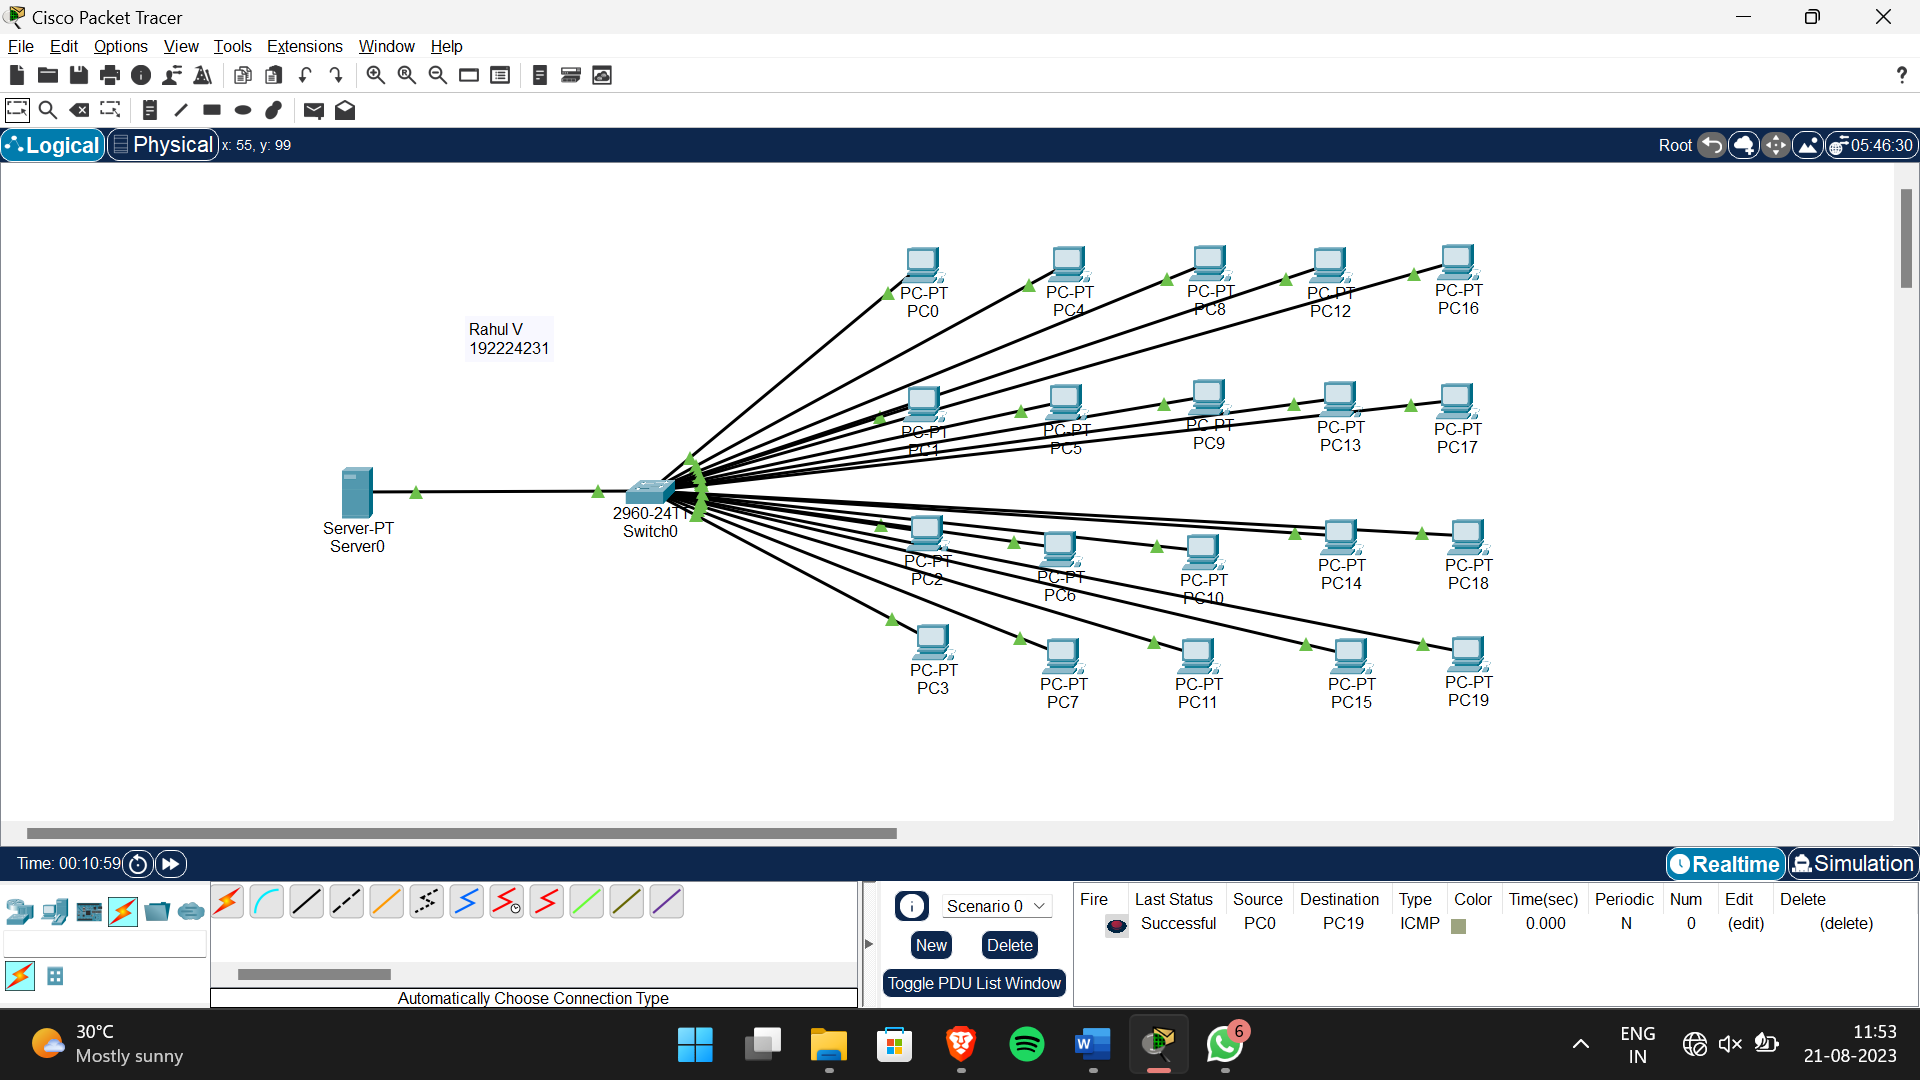 Cisco Packet Tracer
File Edit Options View Tools Extensions Window Help
?
Logical Physical x: 55, y: 99 Root 05:46:30
Rahul V
192224231
PC-PT
PC0
PC-PT
PC4
PC-PT
PC8
PC-PT
PC12
PC-PT
PC16
PC-PT
PC1
PC-PT
PC5
PC-PT
PC9
PC-PT
PC13
PC-PT
PC17
Server-PT
Server0
2960-24TT
Switch0
PC-PT
PC2
PC-PT
PC6
PC-PT
PC10
PC-PT
PC14
PC-PT
PC18
PC-PT
PC3
PC-PT
PC7
PC-PT
PC11
PC-PT
PC15
PC-PT
PC19
Time: 00:10:59 Realtime Simulation
Scenario 0
New Delete
Toggle PDU List Window
Fire Last Status Source Destination Type Color Time(sec) Periodic Num Edit Delete
Successful PC0 PC19 ICMP 0.000 N 0 (edit) (delete)
Automatically Choose Connection Type
30°C
Mostly sunny
6
ENG
IN
11:53
21-08-2023